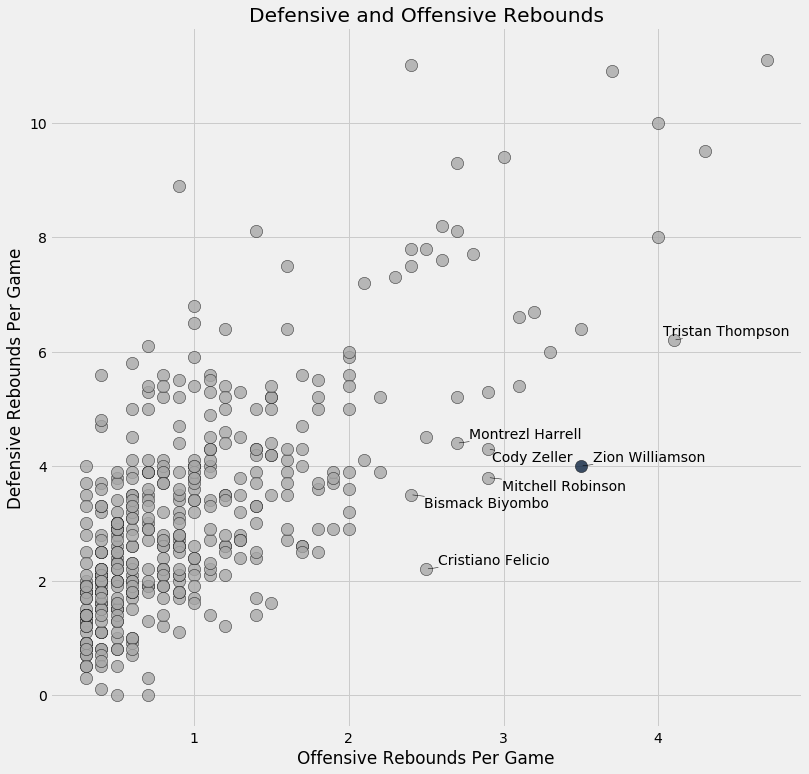 Defensive and Offensive Rebounds
Defensive Rebounds Per Game
10
8
6
4
2
0
Tristan Thompson
Montrezl Harrell
Cody Zeller
Zion Williamson
Mitchell Robinson
Bismack Biyombo
Cristiano Felicio
1 2 3 4
Offensive Rebounds Per Game